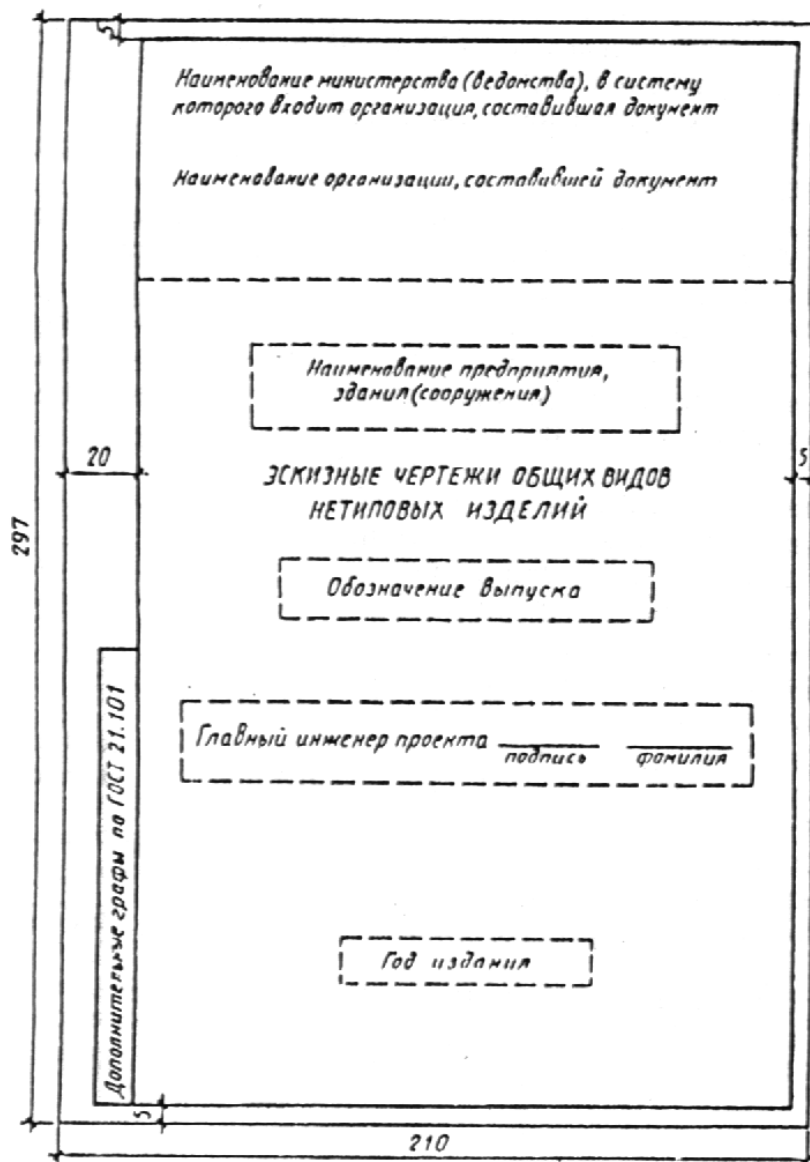 5
Наименование министерства (ведомства), в систему
которого входит организация, составившая документ
Наименование организации, составившей документ
Наименование предприятия,
здания (сооружения)
20
5
ЭСКИЗНЫЕ ЧЕРТЕЖИ ОБЩИХ ВИДОВ
НЕТИПОВЫХ ИЗДЕЛИЙ
297
Обозначение выпуска
Главный инженер проекта
подпись фамилия
Дополнительные графы по ГОСТ 21.101
Год издания
5
210